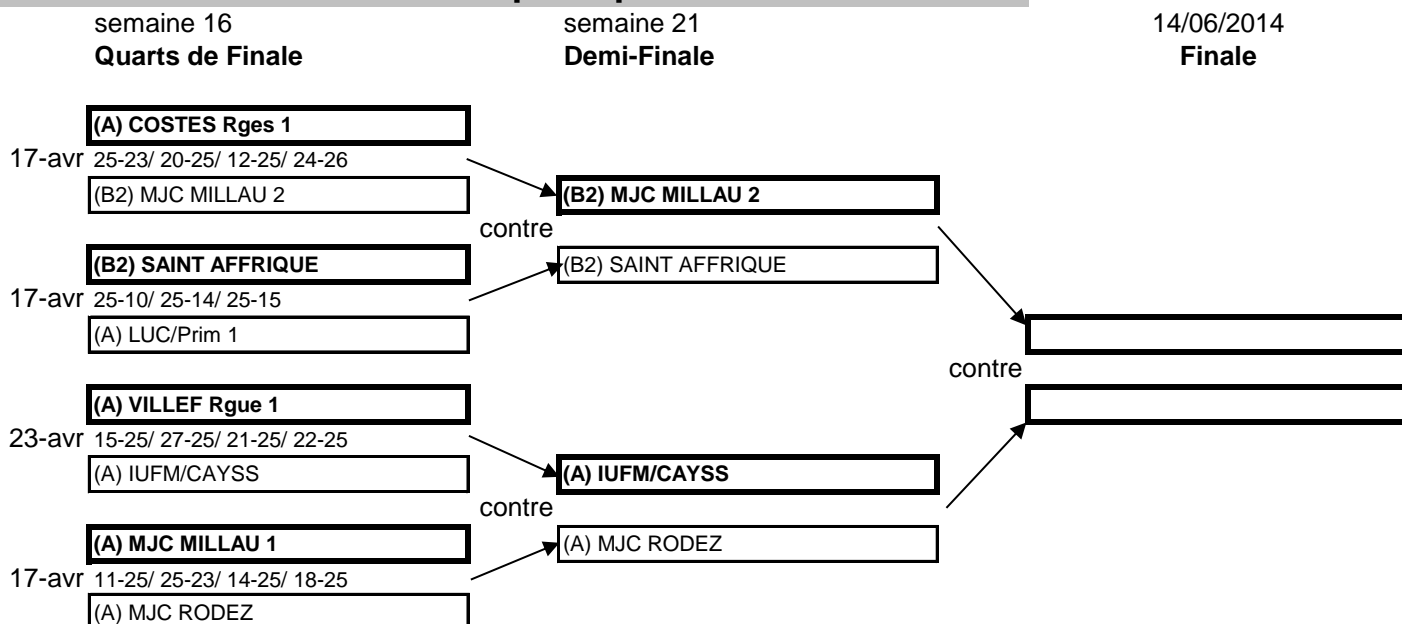 semaine 16 semaine 21 14/06/2014
Quarts de Finale Demi-Finale Finale
(A) COSTES Rges 1
17-avr 25-23/ 20-25/ 12-25/ 24-26
(B2) MJC MILLAU 2 (B2) MJC MILLAU 2
contre
(B2) SAINT AFFRIQUE (B2) SAINT AFFRIQUE
17-avr 25-10/ 25-14/ 25-15
(A) LUC/Prim 1
contre
(A) VILLEF Rgue 1
23-avr 15-25/ 27-25/ 21-25/ 22-25
(A) IUFM/CAYSS (A) IUFM/CAYSS
contre
(A) MJC MILLAU 1 (A) MJC RODEZ
17-avr 11-25/ 25-23/ 14-25/ 18-25
(A) MJC RODEZ